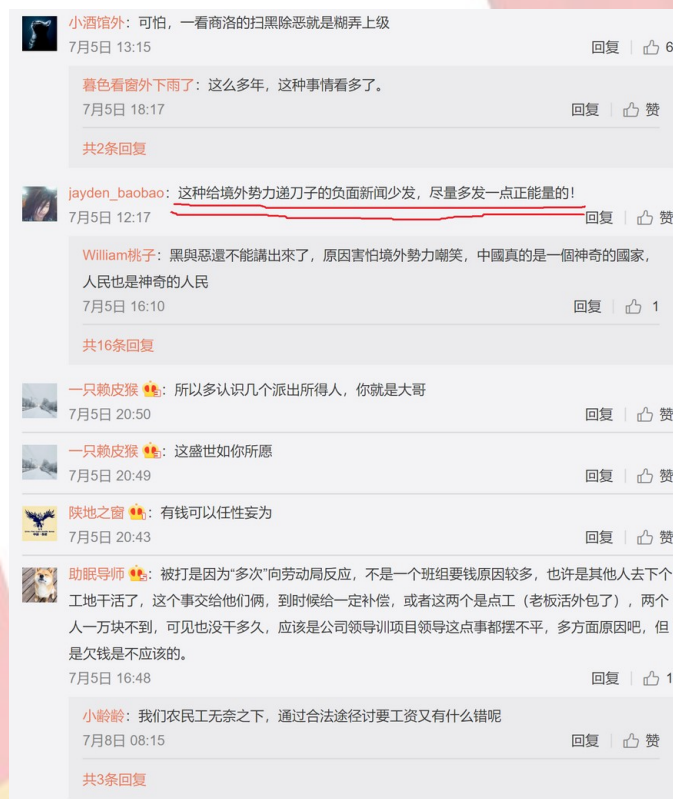 小酒馆外：可怕，一看商洛的扫黑除恶就是糊弄上级
7月5日 13:15 回复 6
暮色看窗外下雨了：这么多年，这种事情看多了。
7月5日 18:17 回复 赞
共2条回复
jayden_baobao：这种给境外势力递刀子的负面新闻少发，尽量多发一点正能量的！
7月5日 12:17 回复 赞
William桃子：黑與惡還不能講出來了，原因害怕境外勢力嘲笑，中國真的是一個神奇的國家，
人民也是神奇的人民
7月5日 16:10 回复 1
共16条回复
一只赖皮猴：所以多认识几个派出所得人，你就是大哥
7月5日 20:50 回复 赞
一只赖皮猴：这盛世如你所愿
7月5日 20:49 回复 赞
陕地之窗：有钱可以任性妄为
7月5日 20:43 回复 赞
助眠导师：被打是因为“多次”向劳动局反应，不是一个班组要钱原因较多，也许是其他人去下个
工地干活了，这个事交给他们俩，到时候给一定补偿，或者这两个是点工（老板活外包了），两个
人一万块不到，可见也没干多久，应该是公司领导训项目领导这点事都摆不平，多方面原因吧，但
是欠钱是不应该的。
7月5日 16:48 回复 1
小龄龄：我们农民工无奈之下，通过合法途径讨要工资又有什么错呢
7月8日 08:15 回复 赞
共3条回复